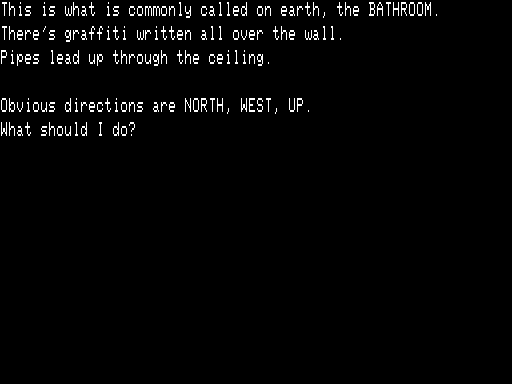 This is what is commonly called on earth, the BATHROOM.
There's graffiti written all over the wall.
Pipes lead up through the ceiling.
Obvious directions are NORTH, WEST, UP.
What should I do?